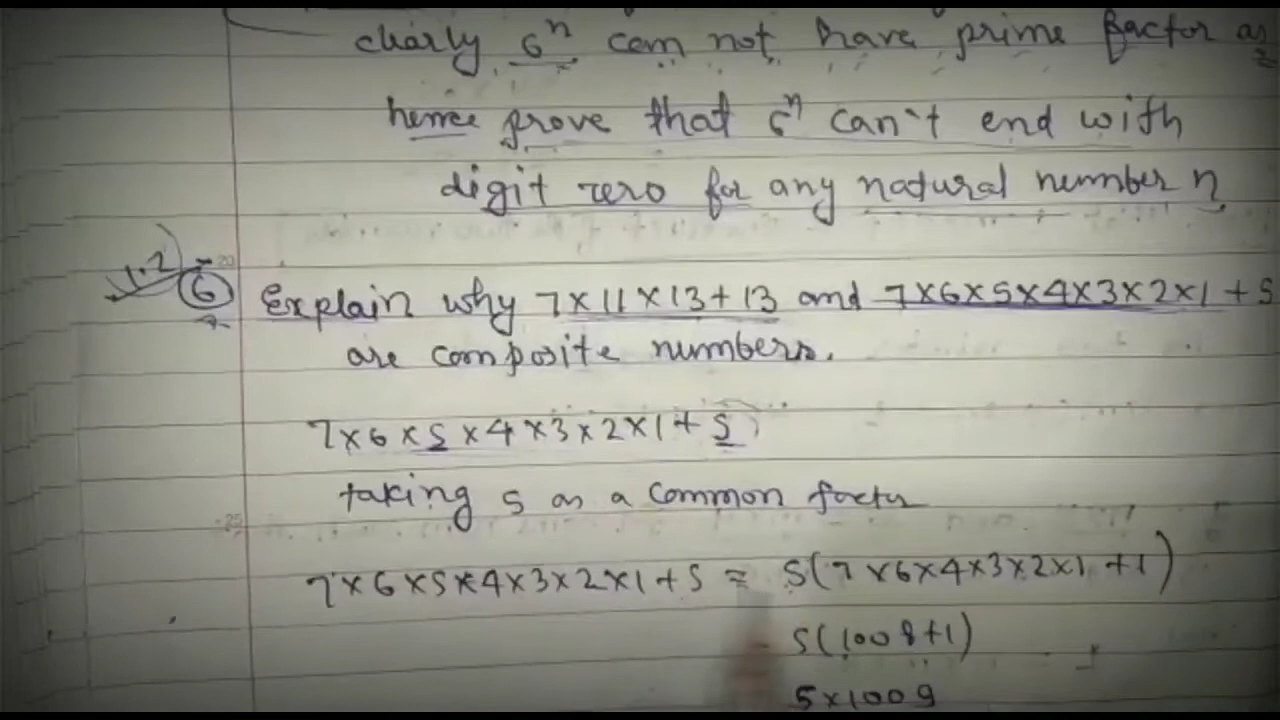 clearly 6ⁿ can not have prime factor as
hence prove that 6ⁿ can't end with
digit zero for any natural number n
1.2
6 Explain why 7×11×13+13 and 7×6×5×4×3×2×1+5
are composite numbers.
7×6×5×4×3×2×1+5
taking 5 as a common factor
7×6×5×4×3×2×1+5 = 5(7×6×4×3×2×1+1)
5(1008+1)
5×1009